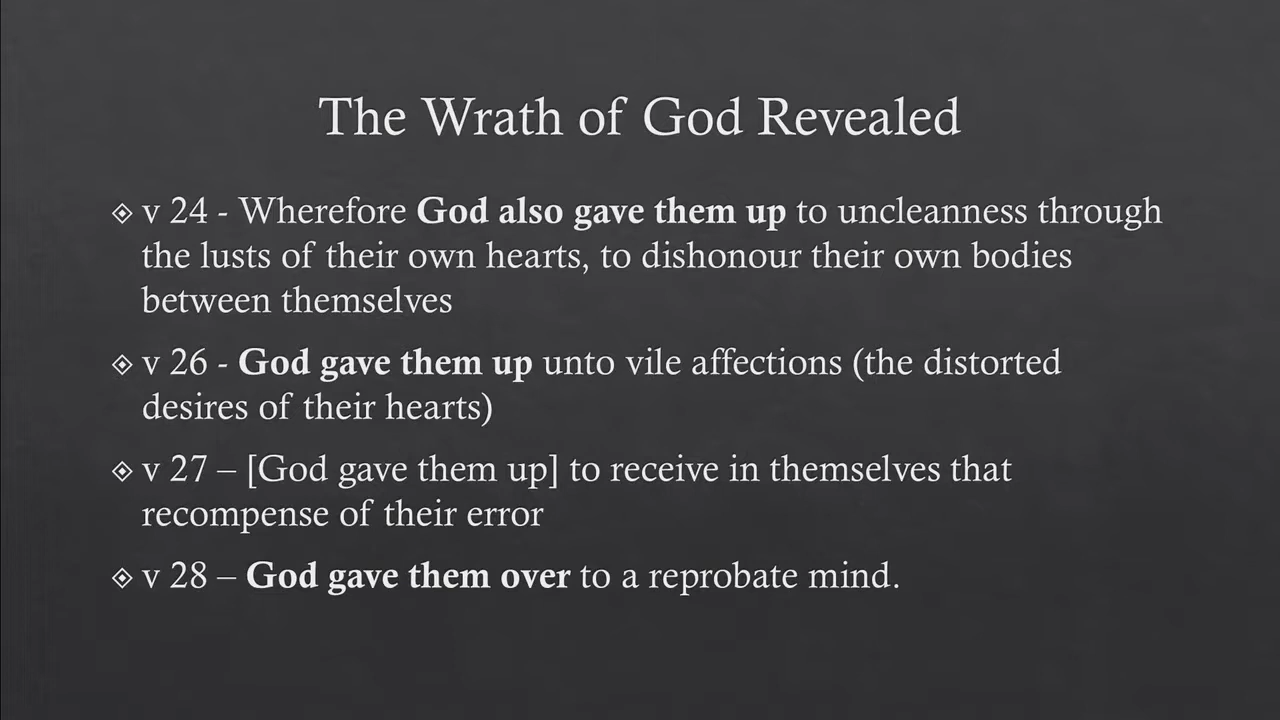 The Wrath of God Revealed
v 24 - Wherefore God also gave them up to uncleanness through
the lusts of their own hearts, to dishonour their own bodies
between themselves
v 26 - God gave them up unto vile affections (the distorted
desires of their hearts)
v 27 – [God gave them up] to receive in themselves that
recompense of their error
v 28 – God gave them over to a reprobate mind.